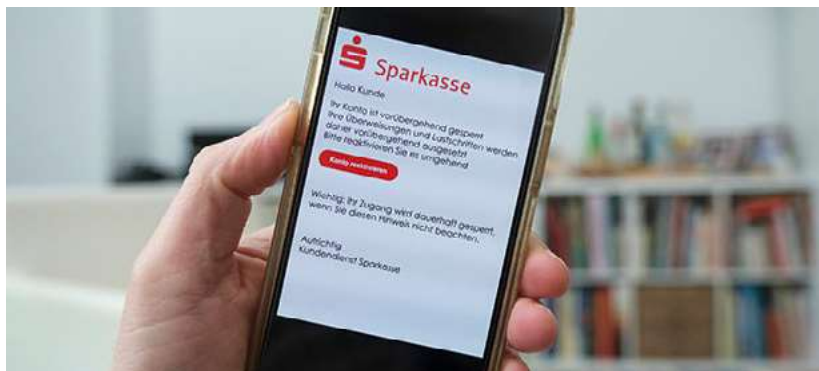 Sparkasse
Hallo Kunde
Ihr Konto ist vorübergehend gesperrt
Ihre Überweisungen und Lastschriften werden
daher vorübergehend ausgesetzt
Bitte reaktivieren Sie es umgehend
Konto reaktivieren
Wichtig: Ihr Zugang wird dauerhaft gesperrt,
wenn Sie diesen Hinweis nicht beachten.
Aufrichtig
Kundendienst Sparkasse